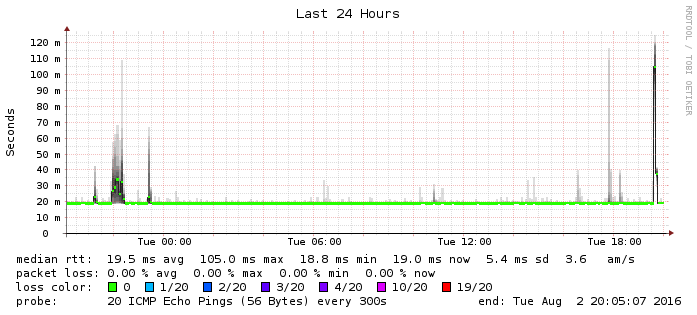 Last 24 Hours
RRDTOOL / TOBI OETIKER
Seconds
120 m
110 m
100 m
90 m
80 m
70 m
60 m
50 m
40 m
30 m
20 m
10 m
0
Tue 00:00 Tue 06:00 Tue 12:00 Tue 18:00
median rtt: 19.5 ms avg 105.0 ms max 18.8 ms min 19.0 ms now 5.4 ms sd 3.6 am/s
packet loss: 0.00 % avg 0.00 % max 0.00 % min 0.00 % now
loss color: 0 1/20 2/20 3/20 4/20 10/20 19/20
probe: 20 ICMP Echo Pings (56 Bytes) every 300s end: Tue Aug 2 20:05:07 2016